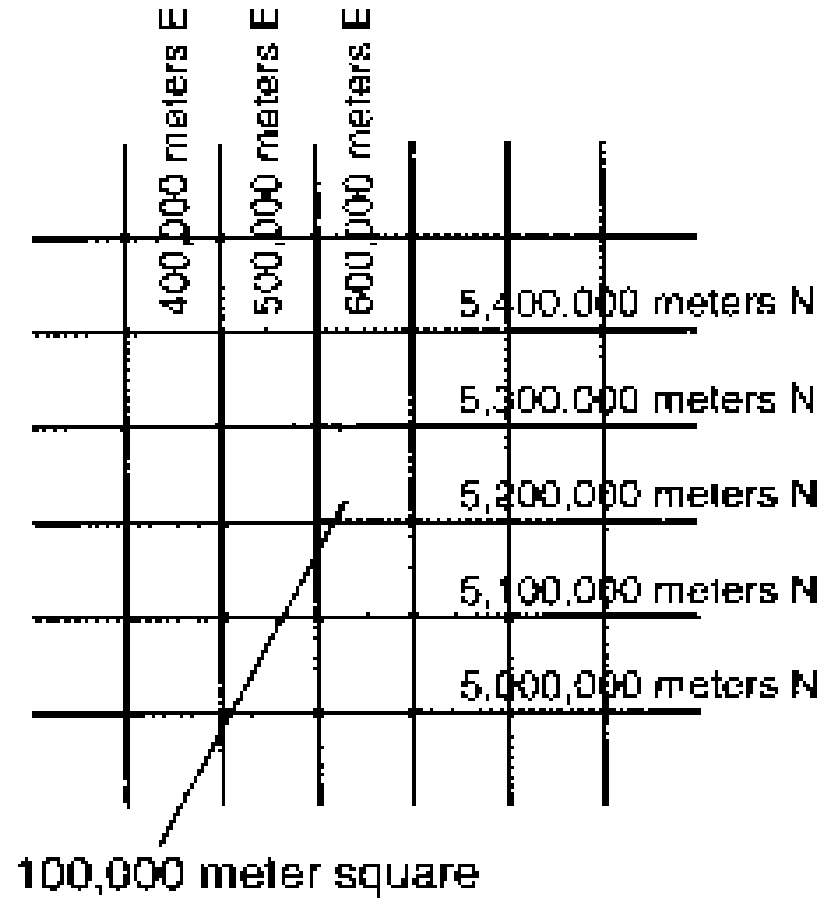 400,000 meters E
500,000 meters E
600,000 meters E
5,400.000 meters N
5,300.000 meters N
5,200,000 meters N
5,100,000 meters N
5,000,000 meters N
100,000 meter square